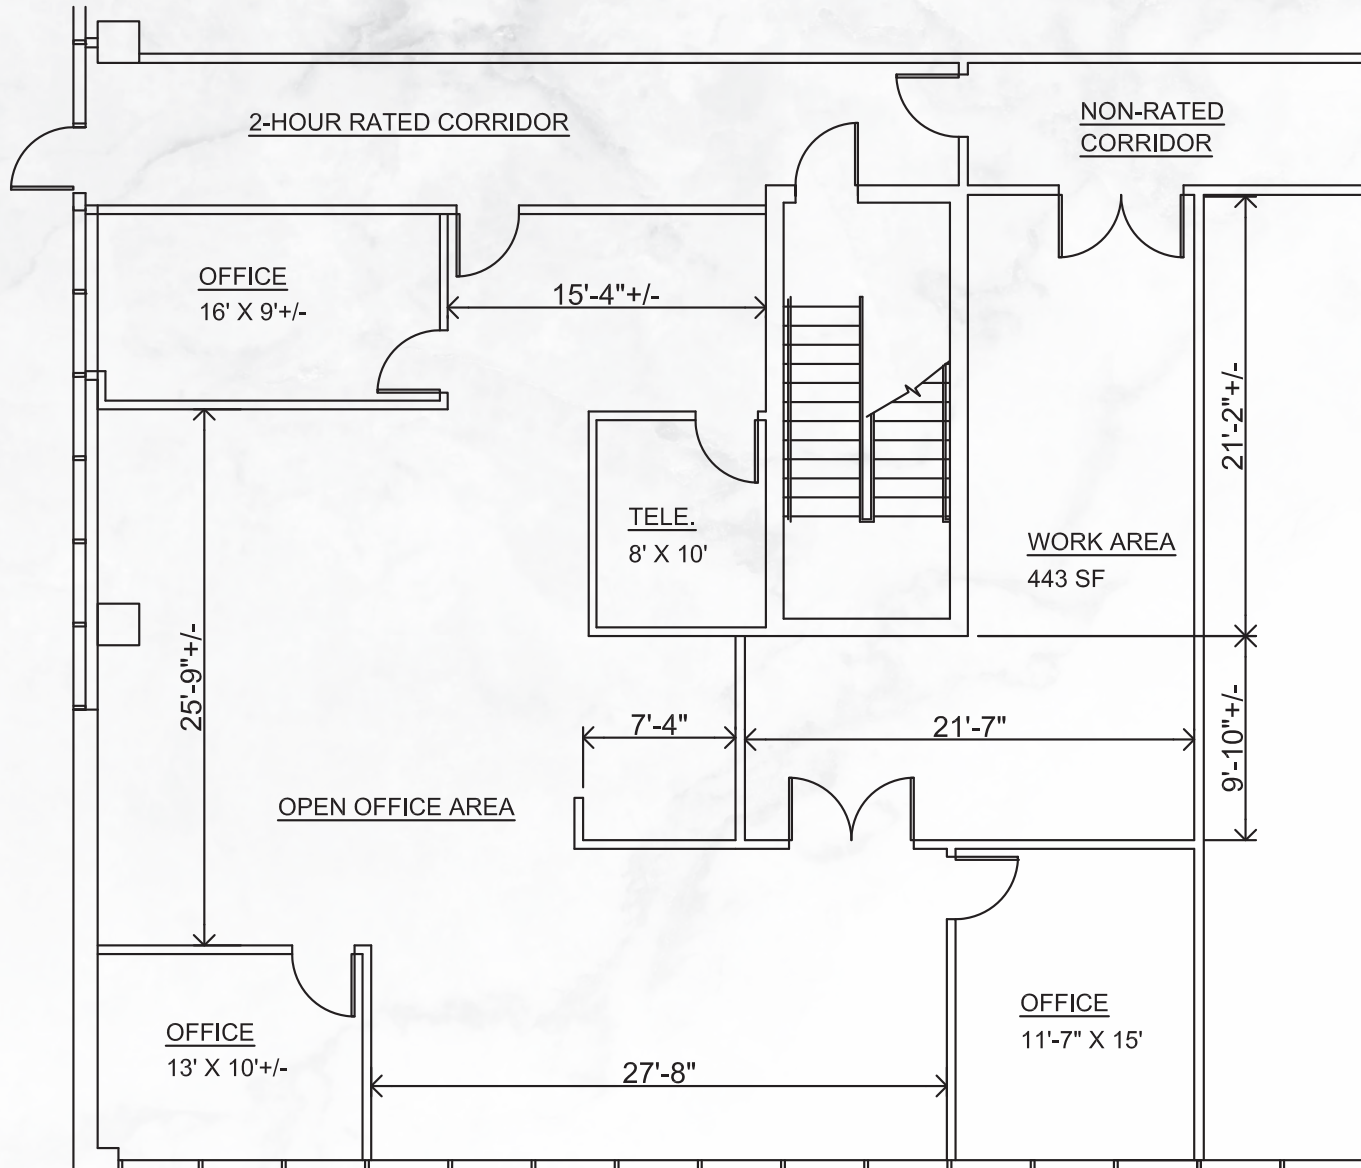 2-HOUR RATED CORRIDOR
NON-RATED
CORRIDOR
OFFICE
16' X 9'+/-
15'-4"+/-
21'-2"+/-
TELE.
8' X 10'
WORK AREA
443 SF
25'-9"+/-
7'-4"
21'-7"
9'-10"+/-
OPEN OFFICE AREA
OFFICE
13' X 10'+/-
27'-8"
OFFICE
11'-7" X 15'